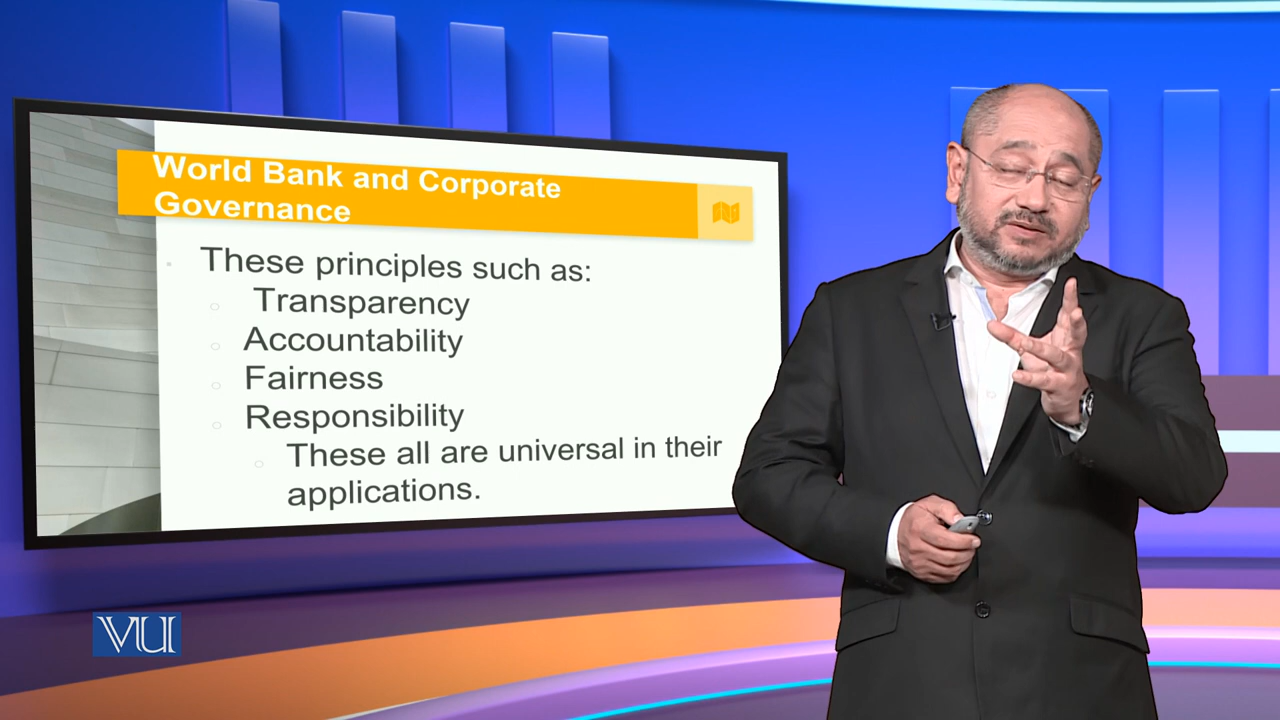 World Bank and Corporate
Governance
These principles such as:
Transparency
Accountability
Fairness
Responsibility
These all are universal in their
applications.
VU